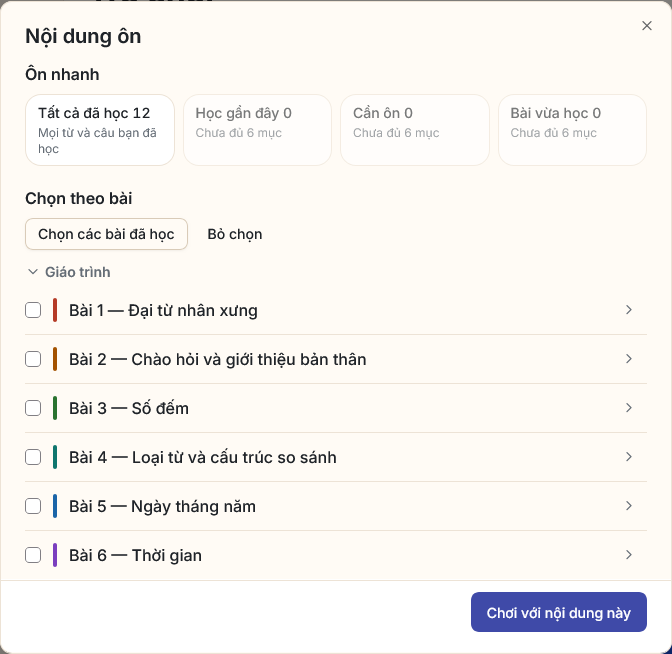 Nội dung ôn
Ôn nhanh
Tất cả đã học 12
Mọi từ và câu bạn đã
học
Học gần đây 0
Chưa đủ 6 mục
Cần ôn 0
Chưa đủ 6 mục
Bài vừa học 0
Chưa đủ 6 mục
Chọn theo bài
Chọn các bài đã học
Bỏ chọn
Giáo trình
Bài 1 — Đại từ nhân xưng
Bài 2 — Chào hỏi và giới thiệu bản thân
Bài 3 — Số đếm
Bài 4 — Loại từ và cấu trúc so sánh
Bài 5 — Ngày tháng năm
Bài 6 — Thời gian
Chơi với nội dung này